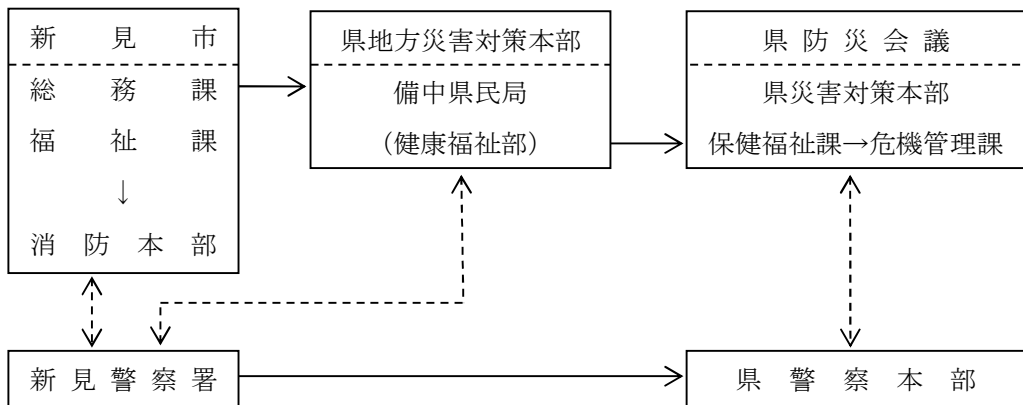 新見市
総務課
福祉課
↓
消防本部
県地方災害対策本部
備中県民局
（健康福祉部）
県防災会議
県災害対策本部
保健福祉課→危機管理課
新見警察署
県警察本部